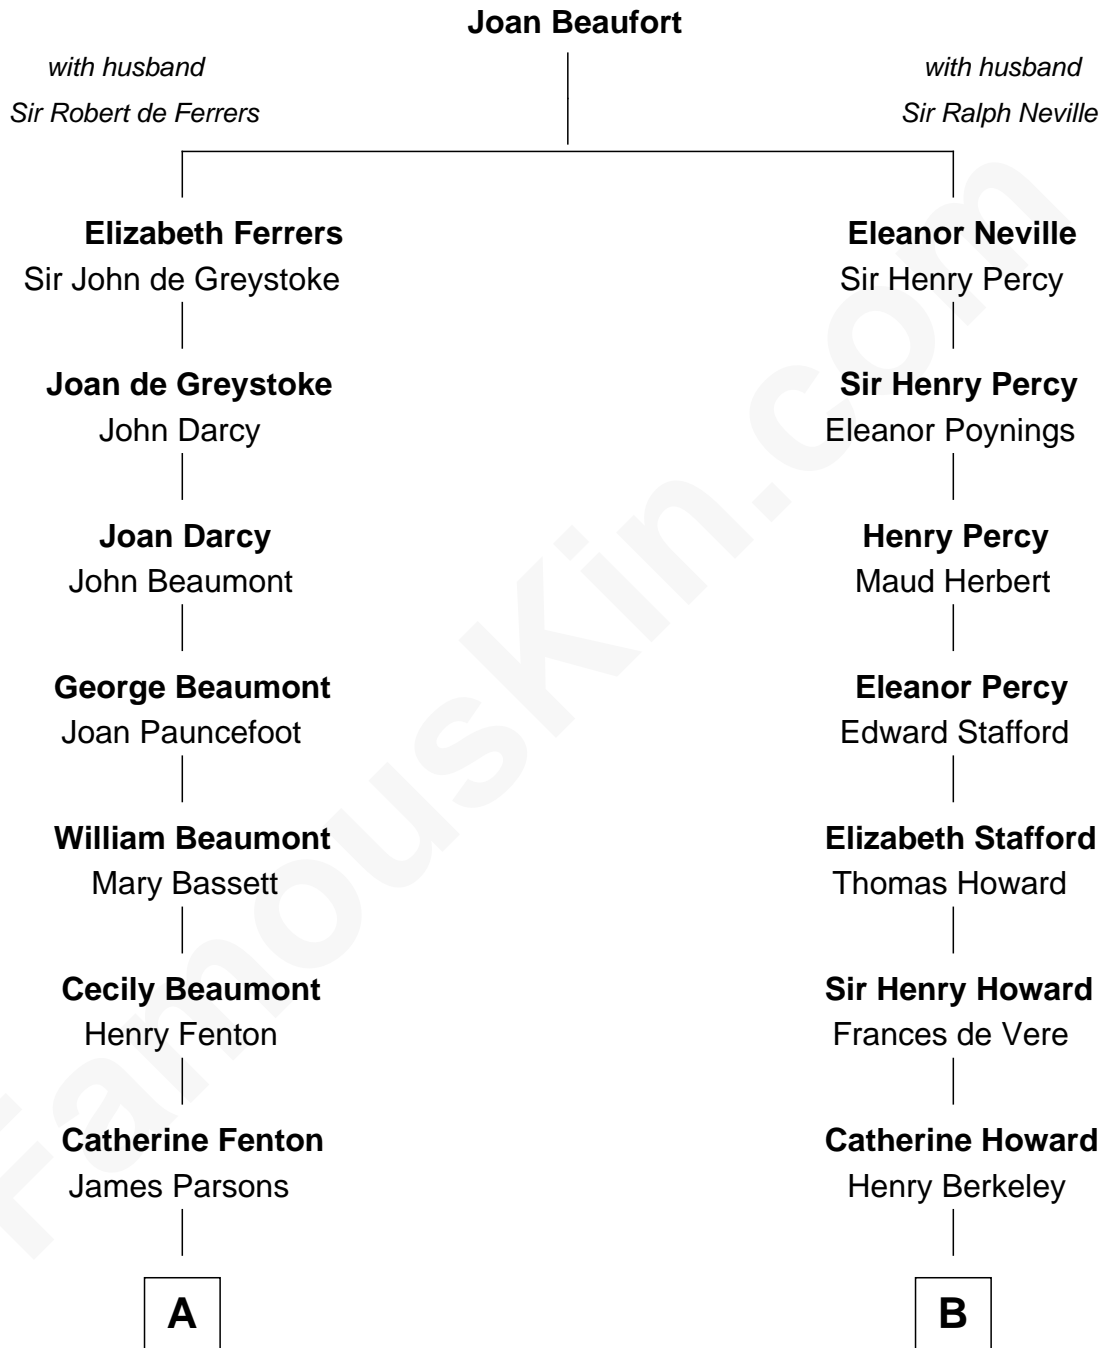 Joan Beaufort
with husband
Sir Robert de Ferrers
with husband
Sir Ralph Neville
Elizabeth Ferrers
Sir John de Greystoke
Eleanor Neville
Sir Henry Percy
Joan de Greystoke
John Darcy
Sir Henry Percy
Eleanor Poynings
Joan Darcy
John Beaumont
Henry Percy
Maud Herbert
George Beaumont
Joan Pauncefoot
Eleanor Percy
Edward Stafford
William Beaumont
Mary Bassett
Elizabeth Stafford
Thomas Howard
Cecily Beaumont
Henry Fenton
Sir Henry Howard
Frances de Vere
Catherine Fenton
James Parsons
Catherine Howard
Henry Berkeley
A
B
FamousKin.com